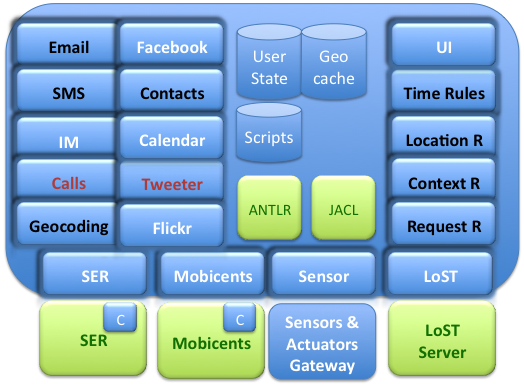 Email
Facebook
User
State
Geo
cache
UI
SMS
Contacts
Time Rules
IM
Calendar
Scripts
Location R
Calls
Tweeter
ANTLR
JACL
Context R
Geocoding
Flickr
Request R
SER
Mobicents
Sensor
LoST
SER
C
Mobicents
C
Sensors &
Actuators
Gateway
LoST
Server